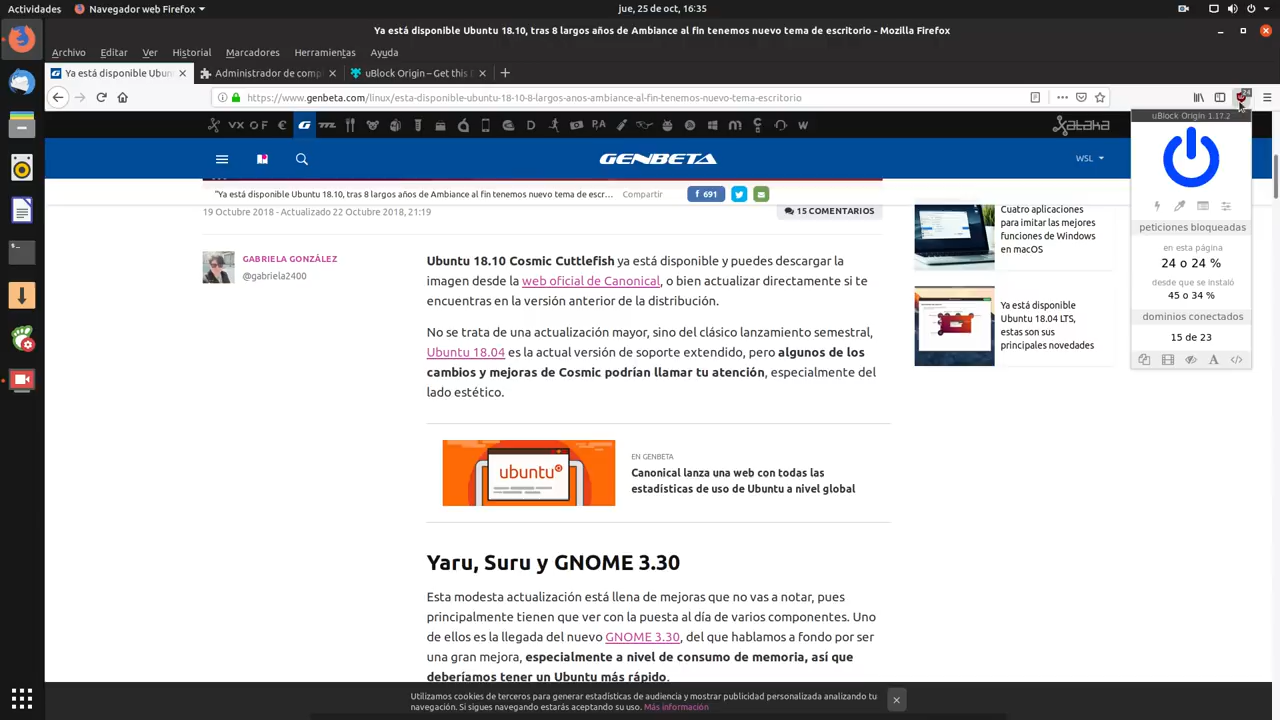 Actividades
Navegador web Firefox
jue, 25 de oct, 16:35
Ya está disponible Ubuntu 18.10, tras 8 largos años de Ambiance al fin tenemos nuevo tema de escritorio - Mozilla Firefox
Archivo Editar Ver Historial Marcadores Herramientas Ayuda
Ya está disponible Ubun
Administrador de compl
uBlock Origin – Get this
https://www.genbeta.com/linux/esta-disponible-ubuntu-18-10-8-largos-anos-ambiance-al-fin-tenemos-nuevo-tema-escritorio
24
xataka
GENBETA
WSL
"Ya está disponible Ubuntu 18.10, tras 8 largos años de Ambiance al fin tenemos nuevo tema de escr...
Compartir
f 691
19 Octubre 2018 - Actualizado 22 Octubre 2018, 21:19
15 COMENTARIOS
GABRIELA GONZÁLEZ
@gabriela2400
Ubuntu 18.10 Cosmic Cuttlefish ya está disponible y puedes descargar la
imagen desde la web oficial de Canonical, o bien actualizar directamente si te
encuentras en la versión anterior de la distribución.
No se trata de una actualización mayor, sino del clásico lanzamiento semestral,
Ubuntu 18.04 es la actual versión de soporte extendido, pero algunos de los
cambios y mejoras de Cosmic podrían llamar tu atención, especialmente del
lado estético.
ubuntu
EN GENBETA
Canonical lanza una web con todas las
estadísticas de uso de Ubuntu a nivel global
Yaru, Suru y GNOME 3.30
Esta modesta actualización está llena de mejoras que no vas a notar, pues
principalmente tienen que ver con la puesta al día de varios componentes. Uno
de ellos es la llegada del nuevo GNOME 3.30, del que hablamos a fondo por ser
una gran mejora, especialmente a nivel de consumo de memoria, así que
deberíamos tener un Ubuntu más rápido.
Cuatro aplicaciones
para imitar las mejores
funciones de Windows
en macOS
Ya está disponible
Ubuntu 18.04 LTS,
estas son sus
principales novedades
uBlock Origin 1.17.2
peticiones bloqueadas
en esta página
24 o 24 %
desde que se instaló
45 o 34 %
dominios conectados
15 de 23
Utilizamos cookies de terceros para generar estadísticas de audiencia y mostrar publicidad personalizada analizando tu
navegación. Si sigues navegando estarás aceptando su uso. Más información